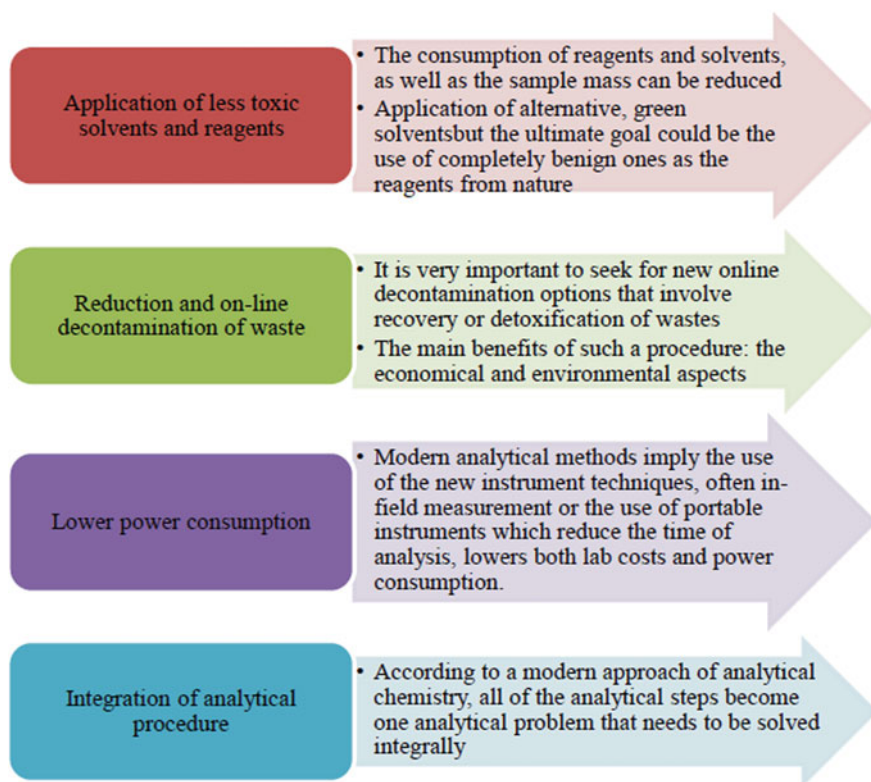 Application of less toxic
solvents and reagents
• The consumption of reagents and solvents,
as well as the sample mass can be reduced
• Application of alternative, green
solventsbut the ultimate goal could be the
use of completely benign ones as the
reagents from nature
Reduction and on-line
decontamination of waste
• It is very important to seek for new online
decontamination options that involve
recovery or detoxification of wastes
• The main benefits of such a procedure: the
economical and environmental aspects
Lower power consumption
• Modern analytical methods imply the use
of the new instrument techniques, often in-
field measurement or the use of portable
instruments which reduce the time of
analysis, lowers both lab costs and power
consumption.
Integration of analytical
procedure
• According to a modern approach of analytical
chemistry, all of the analytical steps become
one analytical problem that needs to be solved
integrally